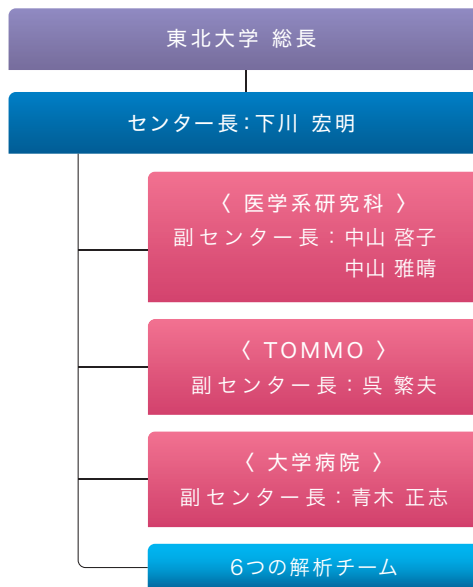 東北大学 総長
センター長：下川 宏明
〈 医学系研究科 〉
副センター長：中山 啓子
中山 雅晴
〈 TOMMO 〉
副センター長：呉 繁夫
〈 大学病院 〉
副センター長：青木 正志
6つの解析チーム